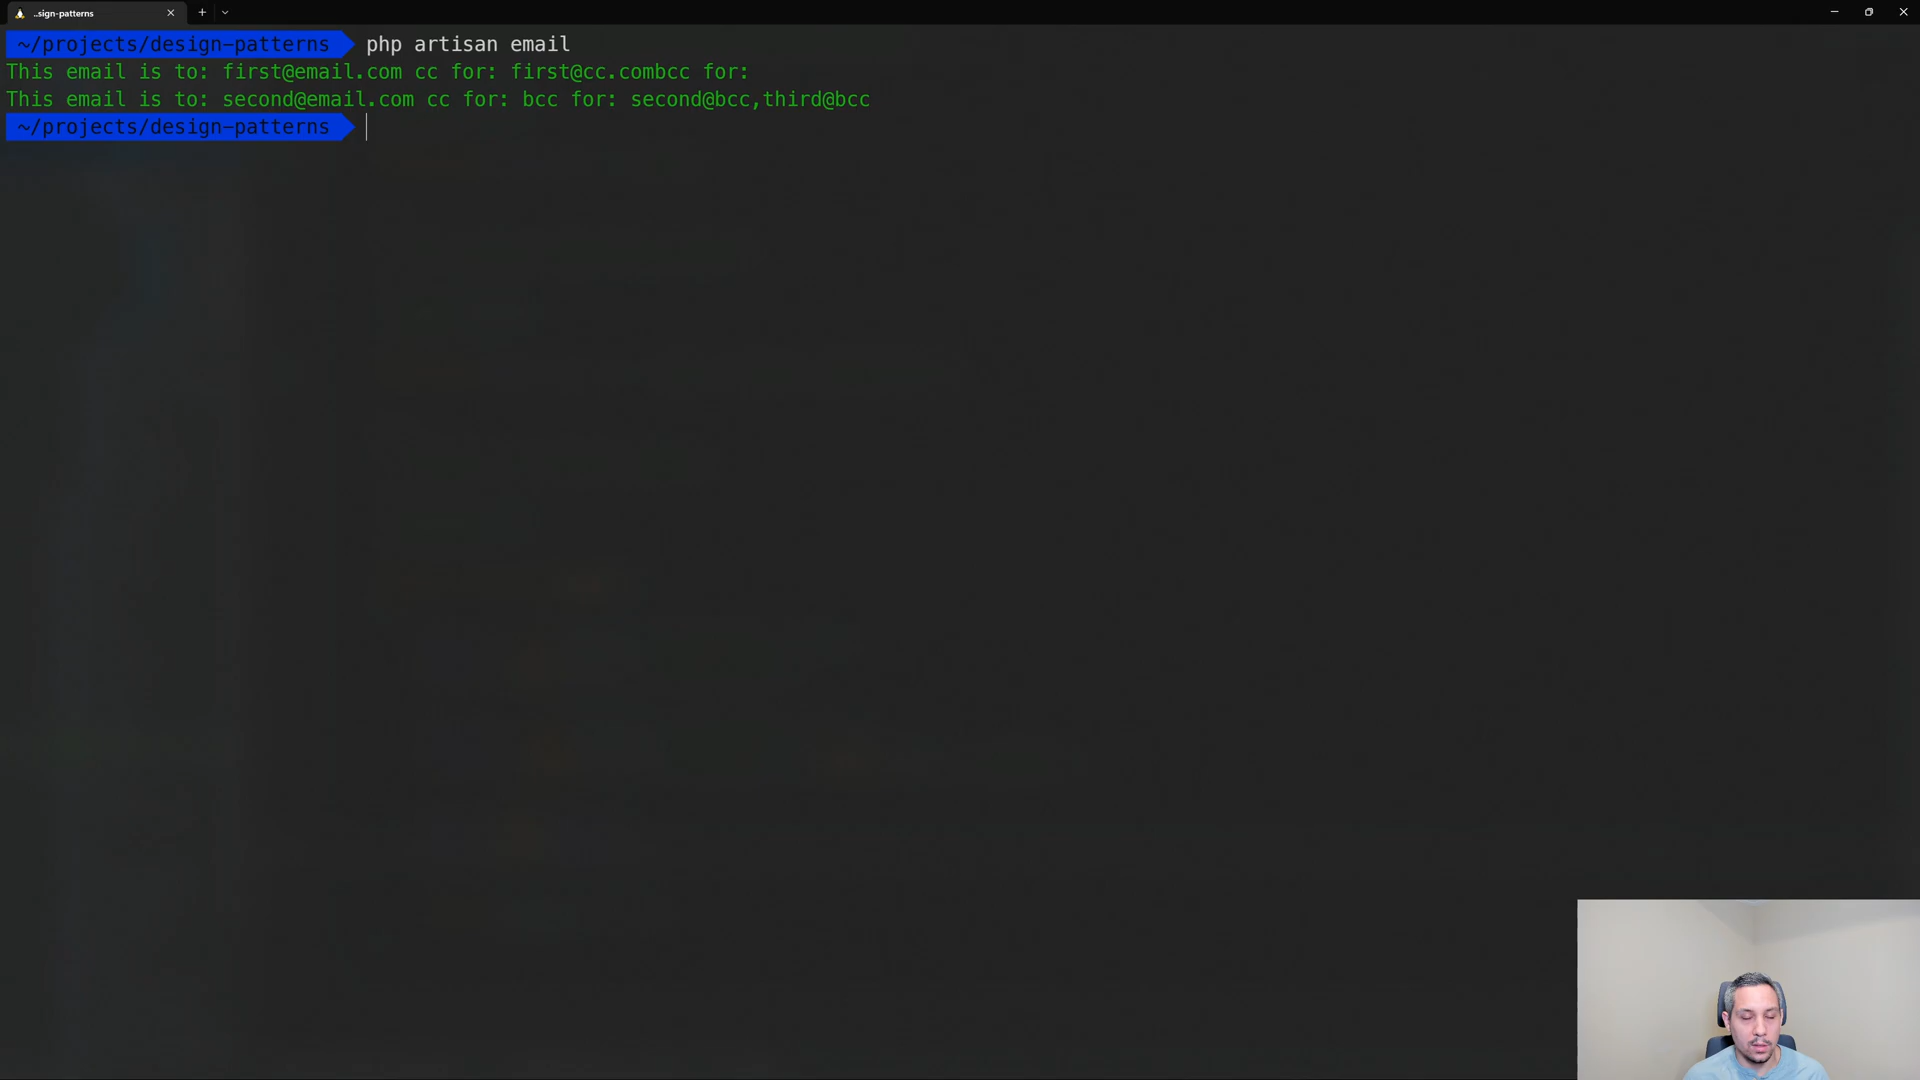 ..sign-patterns
~/projects/design-patterns php artisan email
This email is to: first@email.com cc for: first@cc.combcc for:
This email is to: second@email.com cc for: bcc for: second@bcc,third@bcc
~/projects/design-patterns